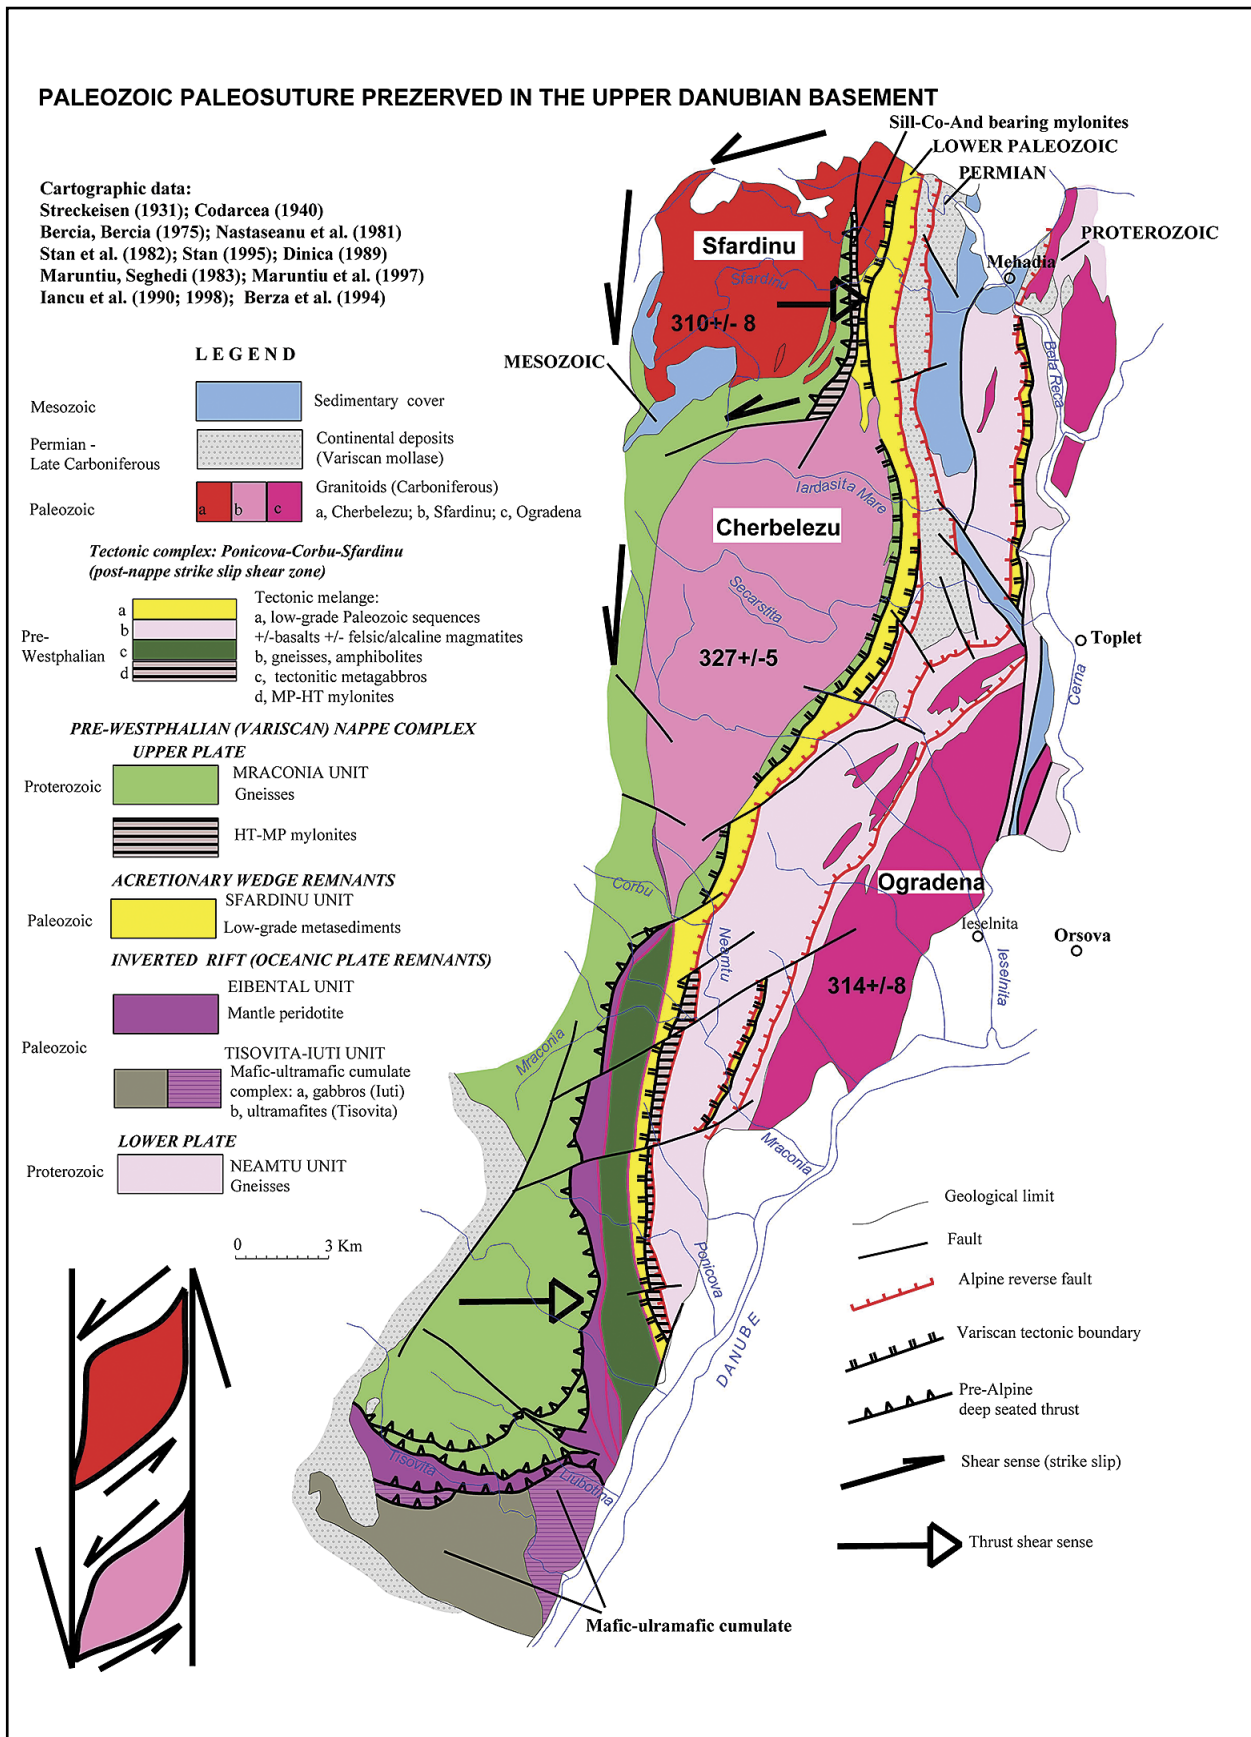 PALEOZOIC PALEOSUTURE PREZERVED IN THE UPPER DANUBIAN BASEMENT
Sill-Co-And bearing mylonites
LOWER PALEOZOIC
PERMIAN
PROTEROZOIC
Cartographic data:
Streckeisen (1931); Codarcea (1940)
Bercia, Bercia (1975); Nastaseanu et al. (1981)
Stan et al. (1982); Stan (1995); Dinica (1989)
Maruntiu, Seghedi (1983); Maruntiu et al. (1997)
Iancu et al. (1990; 1998); Berza et al. (1994)
Sfardinu
Sfardinu
310+/- 8
MESOZOIC
Mehadia
Bela Reca
Iardasita Mare
Cherbelezu
Secarstita
327+/-5
Toplet
Cerna
Corbu
Ogradena
Ieselnita
Orsova
Neamtu
Ieselnita
314+/-8
Mraconia
Mraconia
Ponicova
DANUBE
Tisovita
Liubotina
Mafic-ulramafic cumulate
L E G E N D
Mesozoic
Sedimentary cover
Permian -
Late Carboniferous
Continental deposits
(Variscan mollase)
Paleozoic
a b c
Granitoids (Carboniferous)
a, Cherbelezu; b, Sfardinu; c, Ogradena
Tectonic complex: Ponicova-Corbu-Sfardinu
(post-nappe strike slip shear zone)
Pre-
Westphalian
a
b
c
d
Tectonic melange:
a, low-grade Paleozoic sequences
+/-basalts +/- felsic/alcaline magmatites
b, gneisses, amphibolites
c, tectonitic metagabbros
d, MP-HT mylonites
PRE-WESTPHALIAN (VARISCAN) NAPPE COMPLEX
UPPER PLATE
Proterozoic
MRACONIA UNIT
Gneisses
HT-MP mylonites
ACRETIONARY WEDGE REMNANTS
Paleozoic
SFARDINU UNIT
Low-grade metasediments
INVERTED RIFT (OCEANIC PLATE REMNANTS)
EIBENTAL UNIT
Mantle peridotite
Paleozoic
TISOVITA-IUTI UNIT
Mafic-ultramafic cumulate
complex: a, gabbros (Iuti)
b, ultramafites (Tisovita)
LOWER PLATE
Proterozoic
NEAMTU UNIT
Gneisses
0 3 Km
Geological limit
Fault
Alpine reverse fault
Variscan tectonic boundary
Pre-Alpine
deep seated thrust
Shear sense (strike slip)
Thrust shear sense